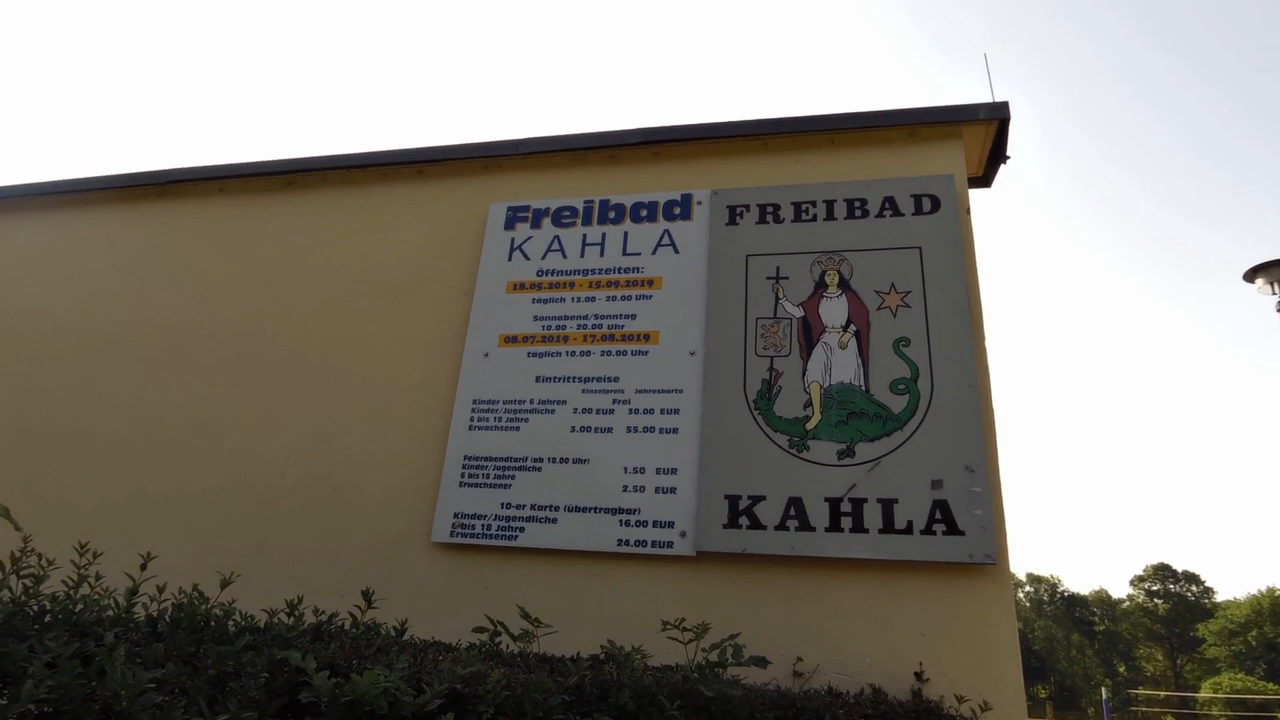 Freibad
KAHLA
Öffnungszeiten:
18.05.2019 - 15.09.2019
täglich 13.00 - 20.00 Uhr
Sonnabend/Sonntag
10.00 - 20.00 Uhr
08.07.2019 - 17.08.2019
täglich 10.00 - 20.00 Uhr
Eintrittspreise
Einzelpreis Jahreskarte
Kinder unter 6 Jahren Frei
Kinder/Jugendliche 2.00 EUR 30.00 EUR
6 bis 18 Jahre
Erwachsene 3.00 EUR 55.00 EUR
Feierabendtarif (ab 18.00 Uhr)
Kinder/Jugendliche 1.50 EUR
6 bis 18 Jahre
Erwachsener 2.50 EUR
10-er Karte (übertragbar)
Kinder/Jugendliche 16.00 EUR
6 bis 18 Jahre
Erwachsener 24.00 EUR
FREIBAD
KAHLA